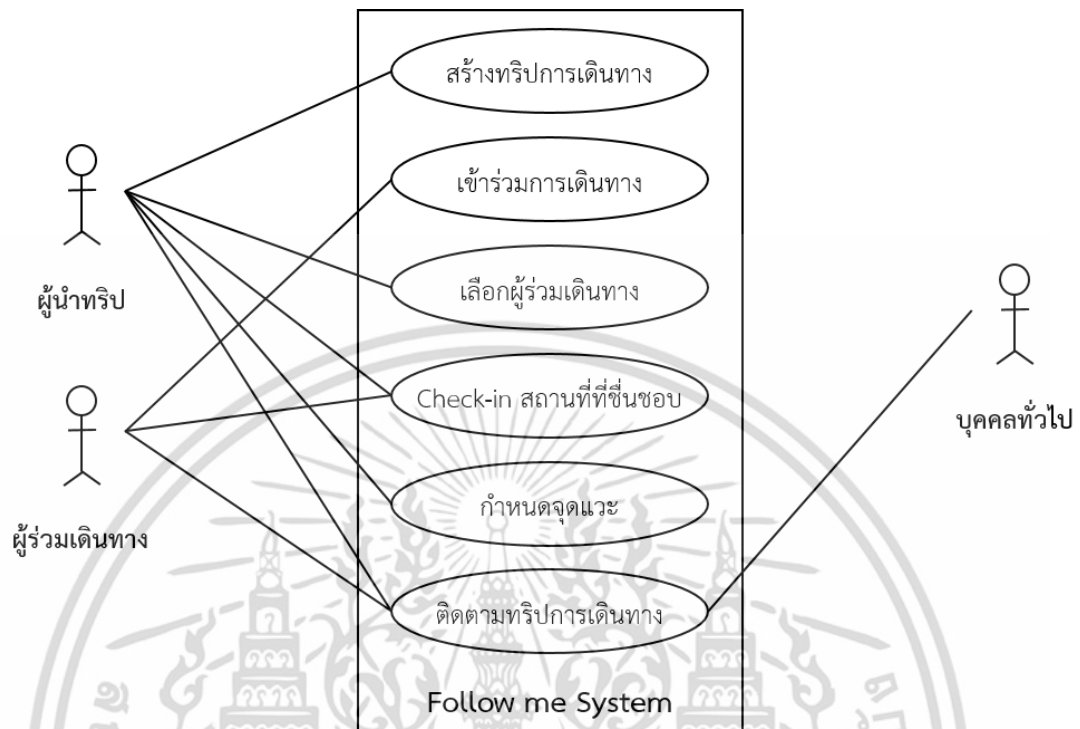 สร้างทริปการเดินทาง
เข้าร่วมการเดินทาง
เลือกผู้ร่วมเดินทาง
ผู้นำทริป
Check-in สถานที่ที่ชื่นชอบ
บุคคลทั่วไป
กำหนดจุดแวะ
ผู้ร่วมเดินทาง
ติดตามทริปการเดินทาง
Follow me System